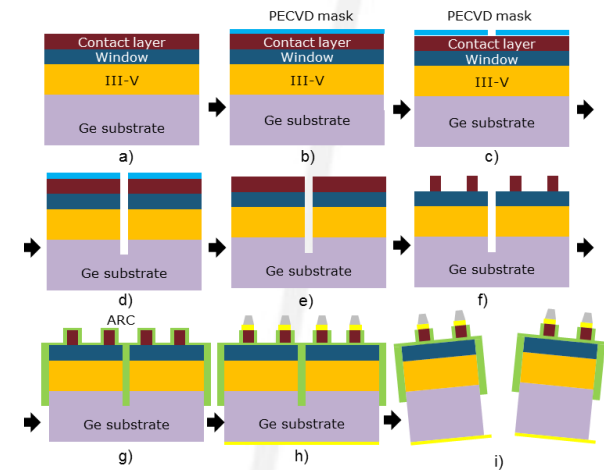 PECVD mask
PECVD mask
Contact layer
Window
III-V
Ge substrate
a)
Contact layer
Window
III-V
Ge substrate
b)
Contact layer
Window
III-V
Ge substrate
c)
Ge substrate
d)
Ge substrate
e)
Ge substrate
f)
ARC
Ge substrate
g)
Ge substrate
h)
i)